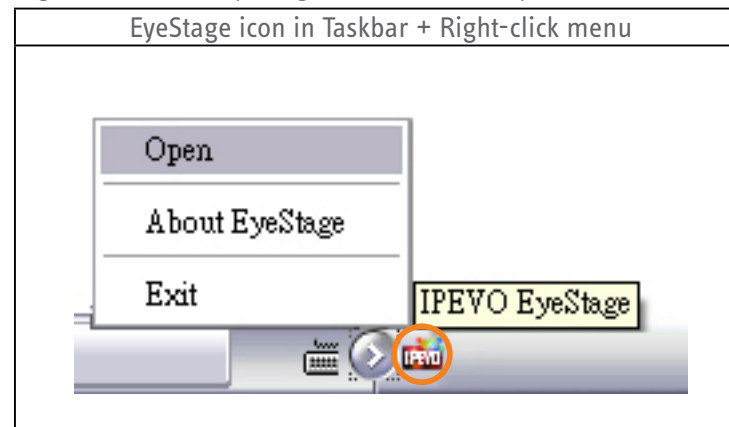 EyeStage icon in Taskbar + Right-click menu
Open
About EyeStage
Exit
IPEVO EyeStage
IPEVO